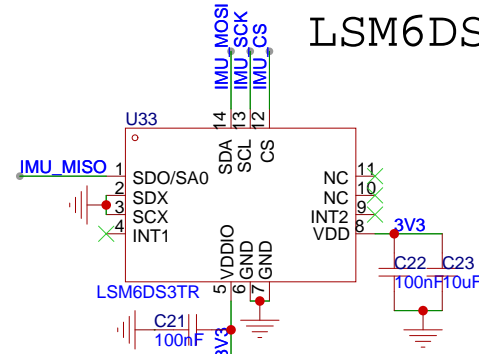 LSM6DS
IMU_MOSI
IMU_SCK
IMU_CS
U33
14
13
12
SDA
SCL
CS
IMU_MISO
1
SDO/SA0
2
SDX
3
SCX
4
INT1
NC
11
NC
10
INT2
9
VDD
8
3V3
VDDIO
GND
GND
5
6
7
LSM6DS3TR
C22
100nF
C23
10uF
C21
100nF
3V3